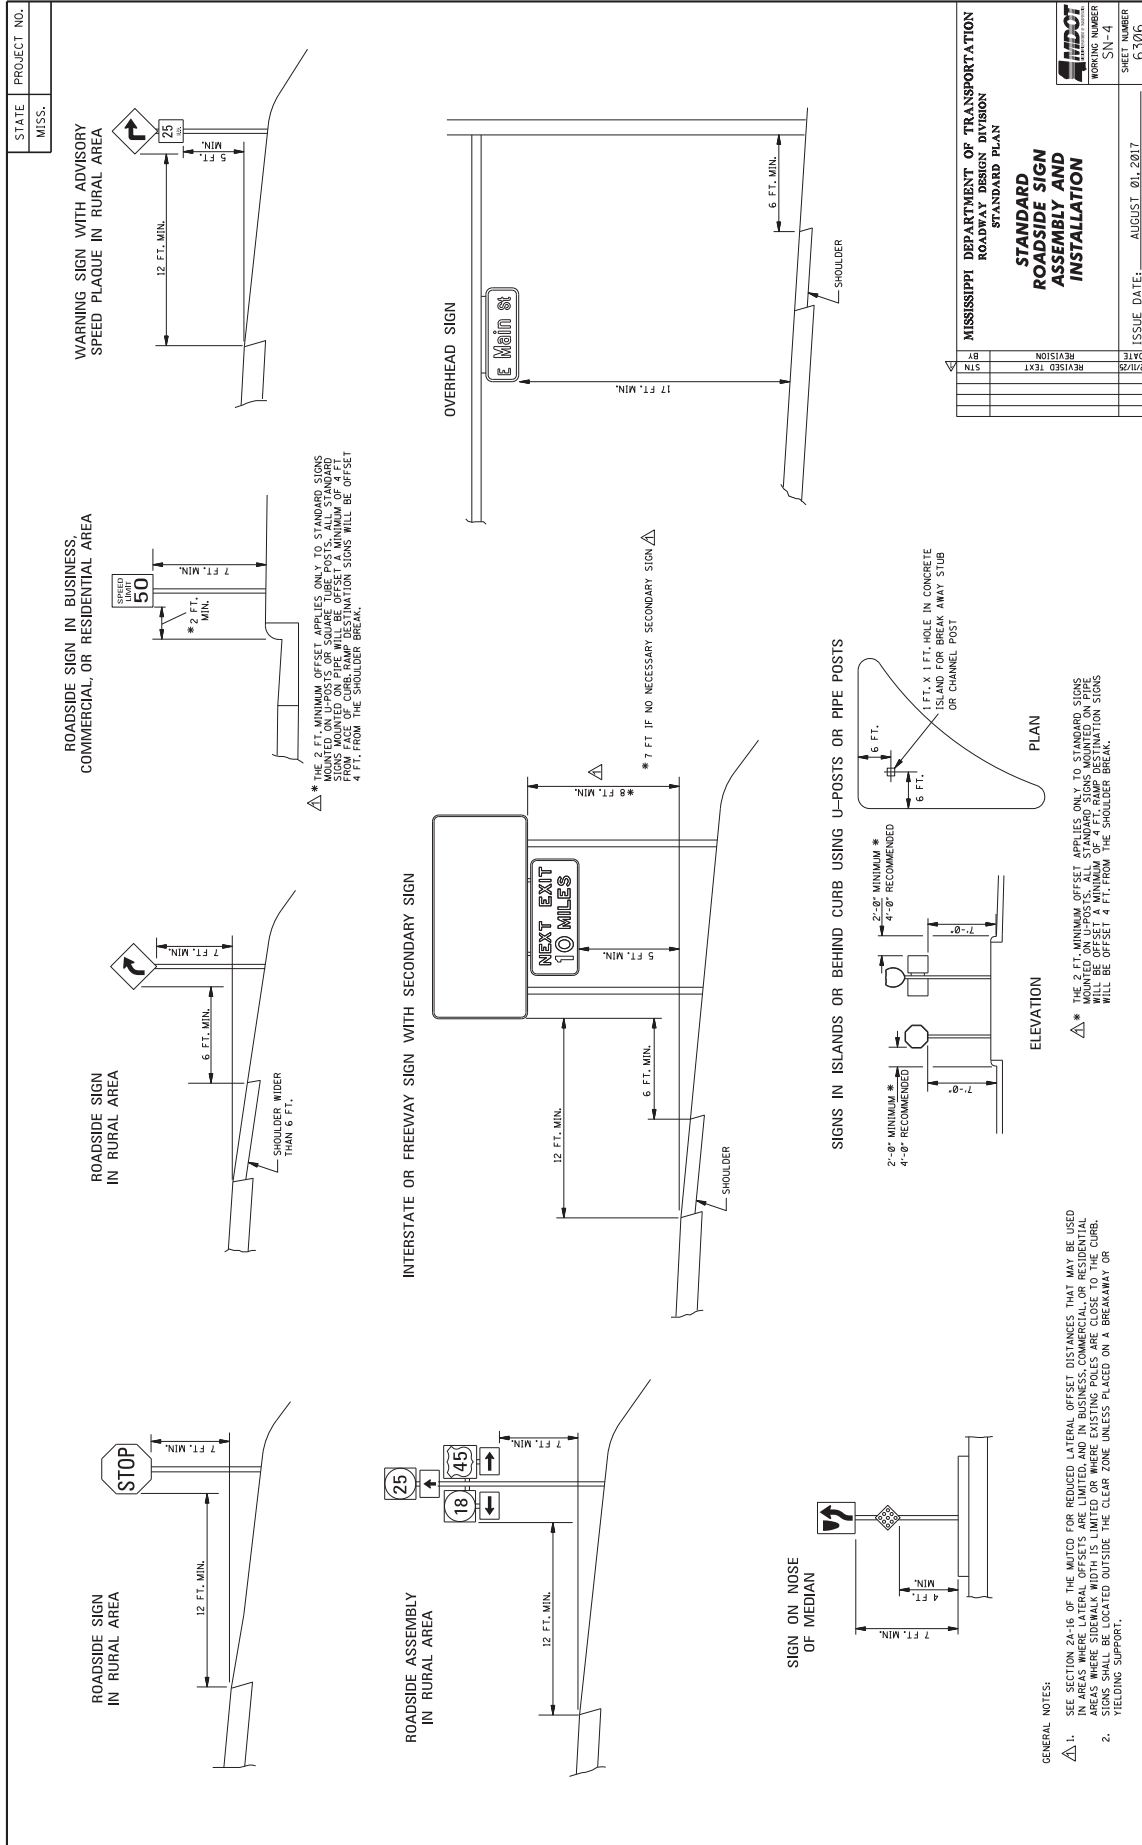 STATE
PROJECT NO.
MISS.
ROADSIDE SIGN
IN RURAL AREA
STOP
12 FT. MIN.
7 FT. MIN.
ROADSIDE SIGN
IN RURAL AREA
6 FT. MIN.
7 FT. MIN.
SHOULDER WIDER
THAN 6 FT.
ROADSIDE SIGN IN BUSINESS,
COMMERCIAL, OR RESIDENTIAL AREA
SPEED
LIMIT
50
* 2 FT.
MIN.
7 FT. MIN.
1 * THE 2 FT. MINIMUM OFFSET APPLIES ONLY TO STANDARD SIGNS
MOUNTED ON U-POSTS OR SQUARE TUBE POSTS. ALL STANDARD
SIGNS MOUNTED ON PIPE WILL BE OFFSET A MINIMUM OF 4 FT
FROM FACE OF CURB. RAMP DESTINATION SIGNS WILL BE OFFSET
4 FT. FROM THE SHOULDER BREAK.
WARNING SIGN WITH ADVISORY
SPEED PLAQUE IN RURAL AREA
25
12 FT. MIN.
5 FT.
MIN.
ROADSIDE ASSEMBLY
IN RURAL AREA
25
18
45
12 FT. MIN.
7 FT. MIN.
INTERSTATE OR FREEWAY SIGN WITH SECONDARY SIGN
NEXT EXIT
10 MILES
12 FT. MIN.
6 FT. MIN.
5 FT. MIN.
*8 FT. MIN.
1
* 7 FT IF NO NECESSARY SECONDARY SIGN 1
SHOULDER
OVERHEAD SIGN
E Main st
17 FT. MIN.
6 FT. MIN.
SHOULDER
SIGN ON NOSE
OF MEDIAN
7 FT. MIN.
4 FT.
MIN.
SIGNS IN ISLANDS OR BEHIND CURB USING U-POSTS OR PIPE POSTS
2'-0" MINIMUM *
4'-0" RECOMMENDED
7'-0"
2'-0" MINIMUM *
4'-0" RECOMMENDED
7'-0"
ELEVATION
6 FT.
6 FT.
1 FT. X 1 FT. HOLE IN CONCRETE
ISLAND FOR BREAK AWAY STUB
OR CHANNEL POST
PLAN
1 * THE 2 FT. MINIMUM OFFSET APPLIES ONLY TO STANDARD SIGNS
MOUNTED ON U-POSTS. ALL STANDARD SIGNS MOUNTED ON PIPE
WILL BE OFFSET A MINIMUM OF 4 FT. RAMP DESTINATION SIGNS
WILL BE OFFSET 4 FT. FROM THE SHOULDER BREAK.
GENERAL NOTES:
1 1. SEE SECTION 2A-16 OF THE MUTCD FOR REDUCED LATERAL OFFSET DISTANCES THAT MAY BE USED
IN AREAS WHERE LATERAL OFFSETS ARE LIMITED, AND IN BUSINESS, COMMERCIAL, OR RESIDENTIAL
AREAS WHERE SIDEWALK WIDTH IS LIMITED OR WHERE EXISTING POLES ARE CLOSE TO THE CURB.
2. SIGNS SHALL BE LOCATED OUTSIDE THE CLEAR ZONE UNLESS PLACED ON A BREAKAWAY OR
YIELDING SUPPORT.
1
STN
REVISED TEXT
BY
REVISION
DATE
MISSISSIPPI DEPARTMENT OF TRANSPORTATION
ROADWAY DESIGN DIVISION
STANDARD PLAN
STANDARD
ROADSIDE SIGN
ASSEMBLY AND
INSTALLATION
MDOT
WORKING NUMBER
SN-4
SHEET NUMBER
6306
ISSUE DATE: AUGUST 01, 2017